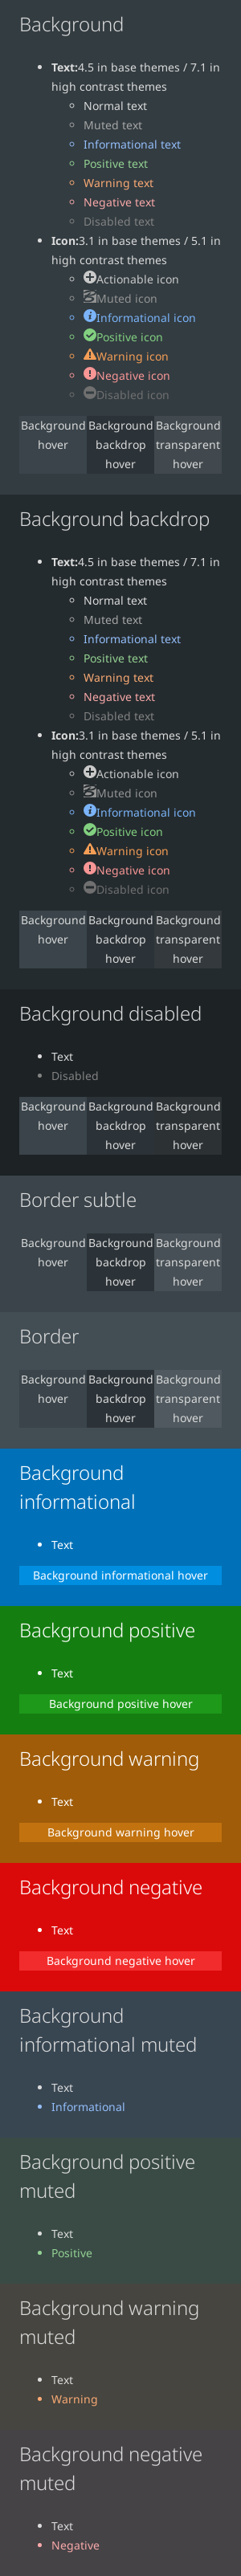 Background
Text:4.5 in base themes / 7.1 in
high contrast themes
Normal text
Muted text
Informational text
Positive text
Warning text
Negative text
Disabled text
Icon:3.1 in base themes / 5.1 in
high contrast themes
Actionable icon
Muted icon
Informational icon
Positive icon
Warning icon
Negative icon
Disabled icon
Background Background Background
hover backdrop transparent
hover hover
Background backdrop
Text:4.5 in base themes / 7.1 in
high contrast themes
Normal text
Muted text
Informational text
Positive text
Warning text
Negative text
Disabled text
Icon:3.1 in base themes / 5.1 in
high contrast themes
Actionable icon
Muted icon
Informational icon
Positive icon
Warning icon
Negative icon
Disabled icon
Background Background Background
hover backdrop transparent
hover hover
Background disabled
Text
Disabled
Background Background Background
hover backdrop transparent
hover hover
Border subtle
Background Background Background
hover backdrop transparent
hover hover
Border
Background Background Background
hover backdrop transparent
hover hover
Background
informational
Text
Background informational hover
Background positive
Text
Background positive hover
Background warning
Text
Background warning hover
Background negative
Text
Background negative hover
Background
informational muted
Text
Informational
Background positive
muted
Text
Positive
Background warning
muted
Text
Warning
Background negative
muted
Text
Negative